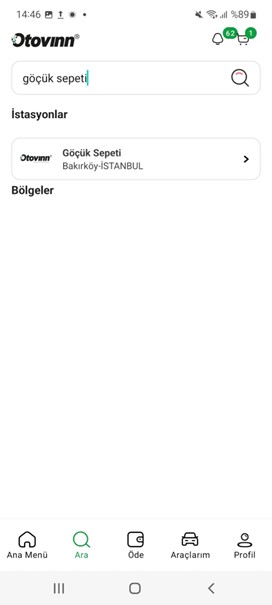 14:46 %89
Otovinn® 62 1
göçük sepeti
İstasyonlar
Otovinn® Göçük Sepeti
Bakırköy-İSTANBUL
Bölgeler
Ana Menü Ara Öde Araçlarım Profil